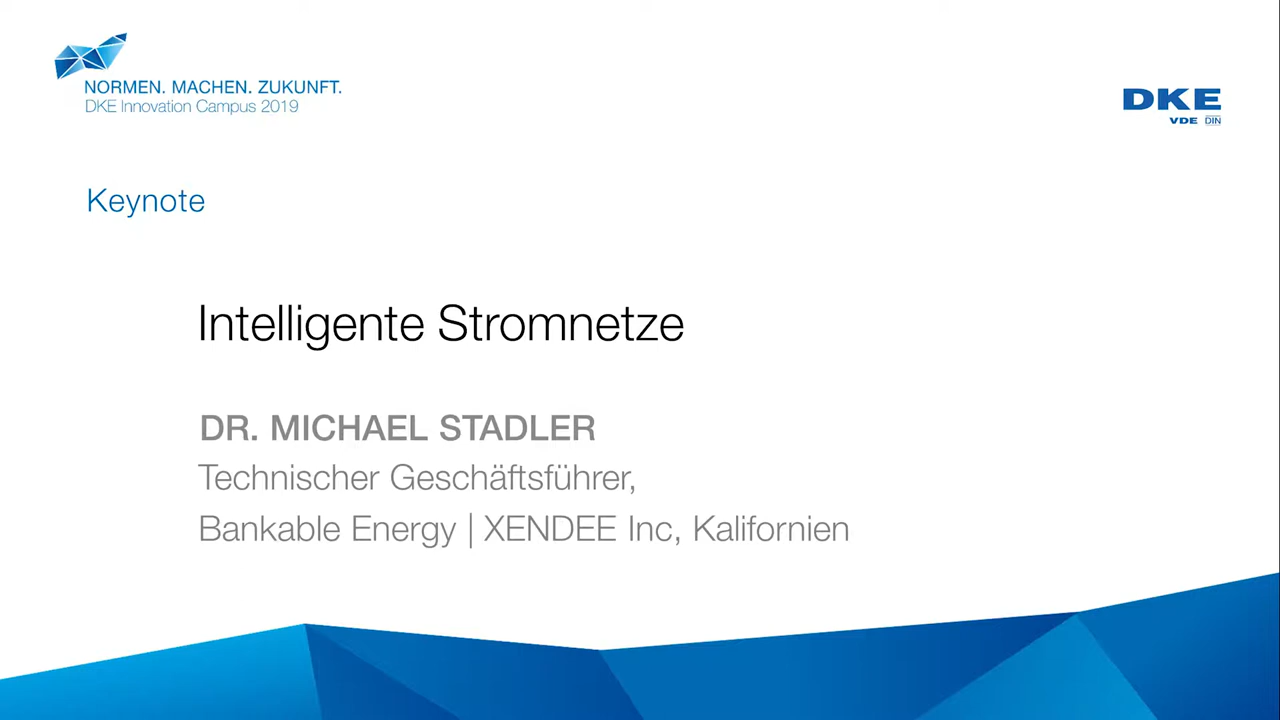 NORMEN. MACHEN. ZUKUNFT.
DKE Innovation Campus 2019
DKE
VDE DIN
Keynote
Intelligente Stromnetze
DR. MICHAEL STADLER
Technischer Geschäftsführer,
Bankable Energy | XENDEE Inc, Kalifornien